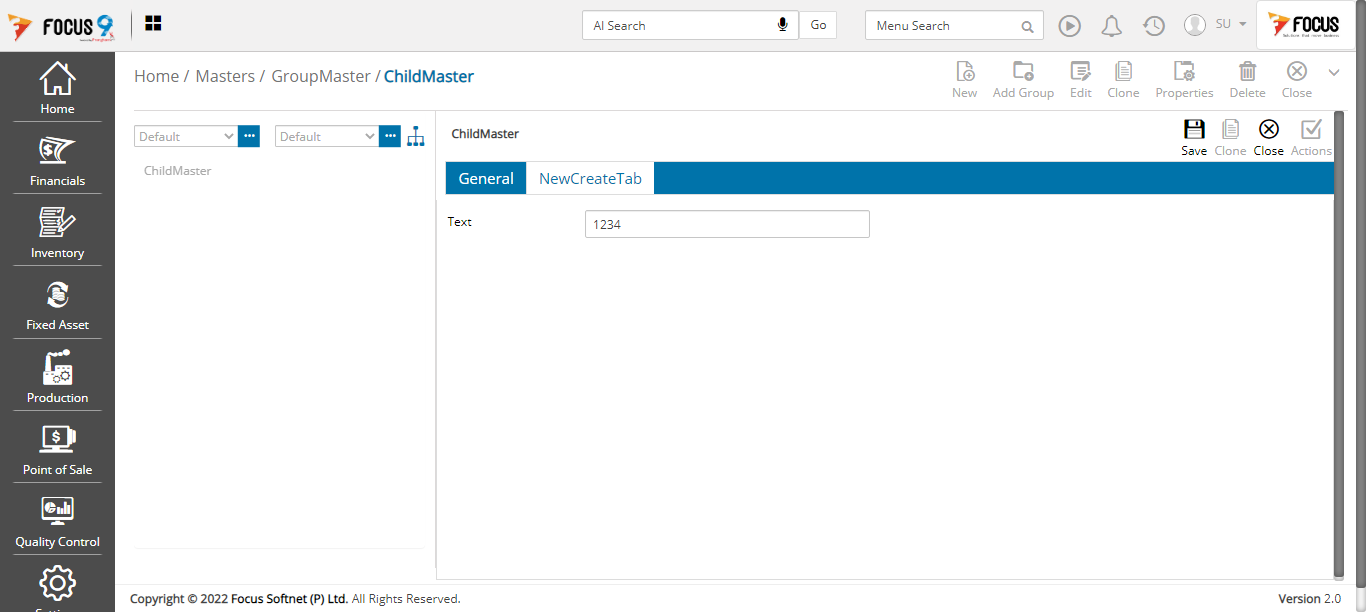 FOCUS 9
AI Search
Go
Menu Search
SU
FOCUS
Home
Financials
Inventory
Fixed Asset
Production
Point of Sale
Quality Control
Home / Masters / GroupMaster / ChildMaster
New
Add Group
Edit
Clone
Properties
Delete
Close
Default
Default
ChildMaster
ChildMaster
Save
Clone
Close
Actions
General
NewCreateTab
Text
1234
Copyright © 2022 Focus Softnet (P) Ltd. All Rights Reserved.
Version 2.0